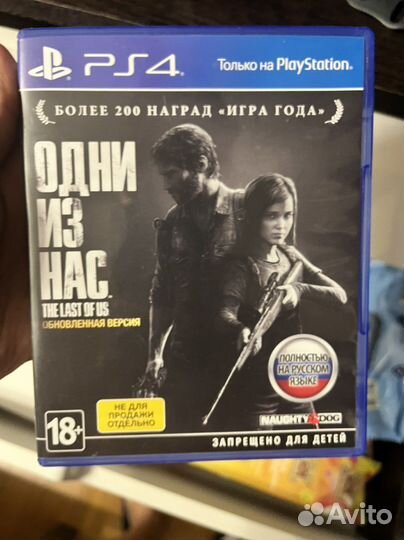 PS4
Только на PlayStation®
БОЛЕЕ 200 НАГРАД «ИГРА ГОДА»
ОДНИ
ИЗ
НАС
THE LAST OF US
ОБНОВЛЕННАЯ ВЕРСИЯ
ПОЛНОСТЬЮ
НА РУССКОМ
ЯЗЫКЕ
НЕ ДЛЯ
ПРОДАЖИ
ОТДЕЛЬНО
NAUGHTY DOG
18+
ЗАПРЕЩЕНО ДЛЯ ДЕТЕЙ
Avito